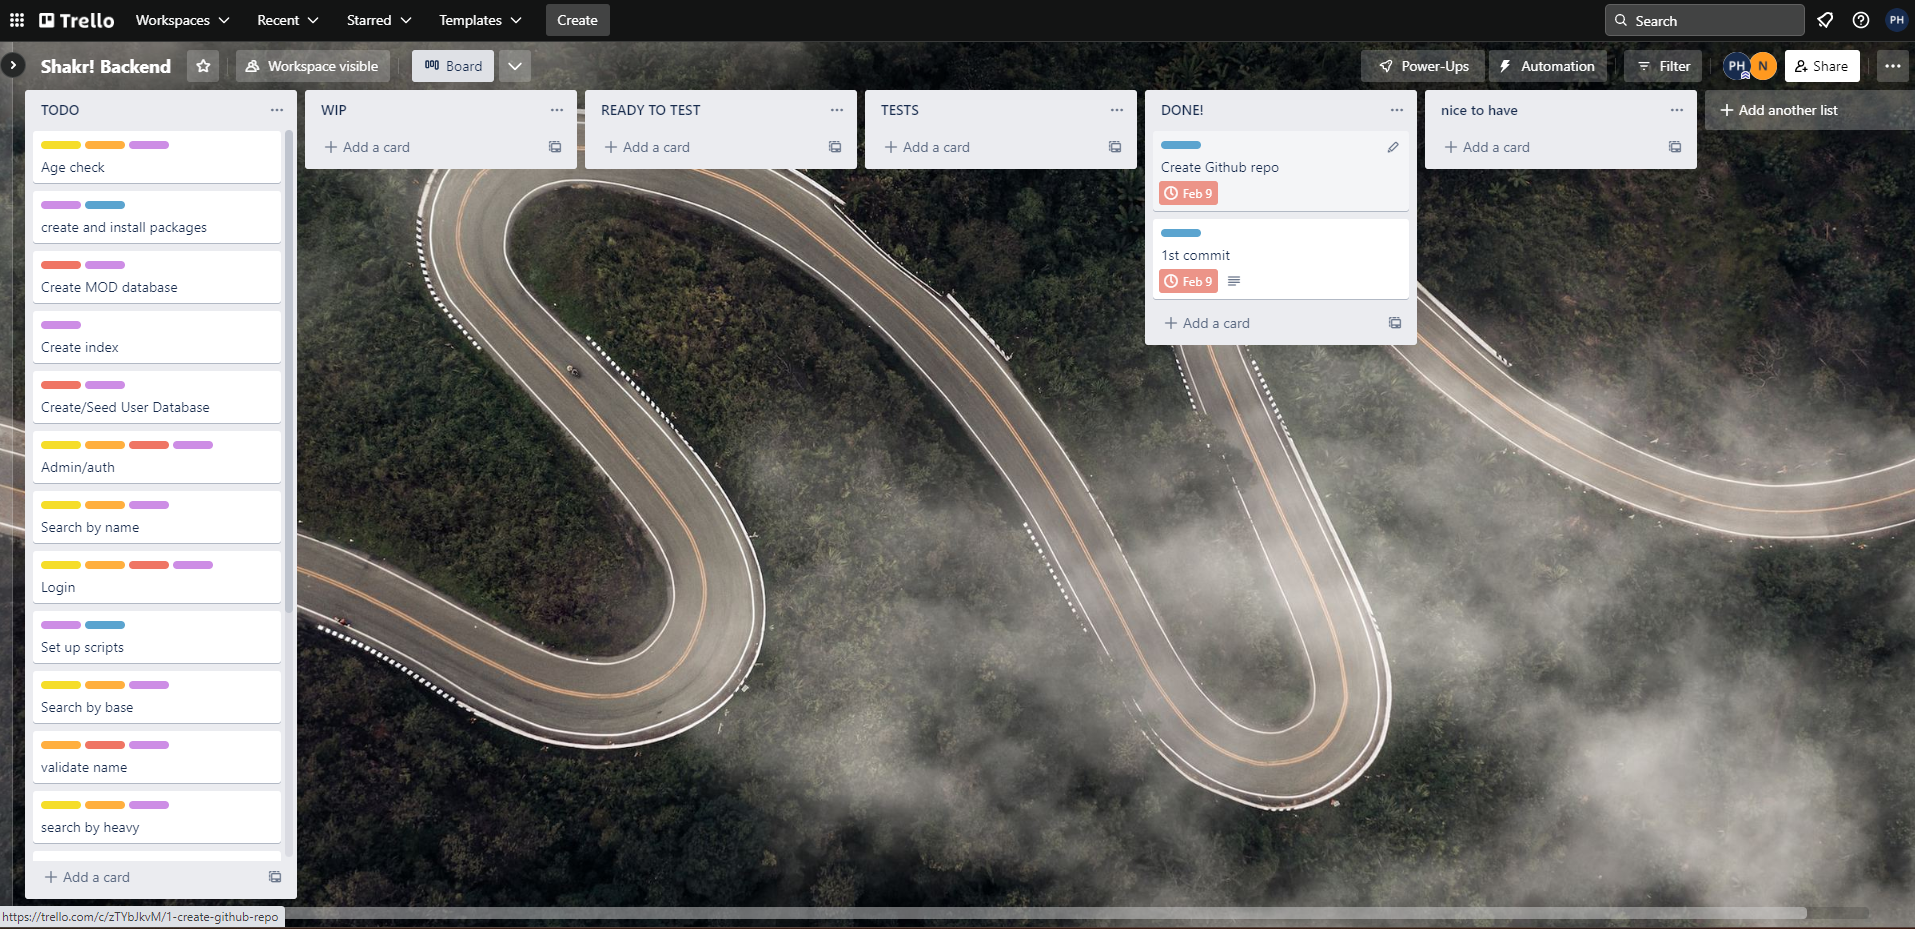 Trello
Workspaces
Recent
Starred
Templates
Create
Search
PH
Shakr! Backend
Workspace visible
Board
Power-Ups
Automation
Filter
PH
N
Share
TODO
Age check
create and install packages
Create MOD database
Create index
Create/Seed User Database
Admin/auth
Search by name
Login
Set up scripts
Search by base
validate name
search by heavy
Add a card
WIP
Add a card
READY TO TEST
Add a card
TESTS
Add a card
DONE!
Create Github repo
Feb 9
1st commit
Feb 9
Add a card
nice to have
Add a card
Add another list
https://trello.com/c/zTYbJkvM/1-create-github-repo